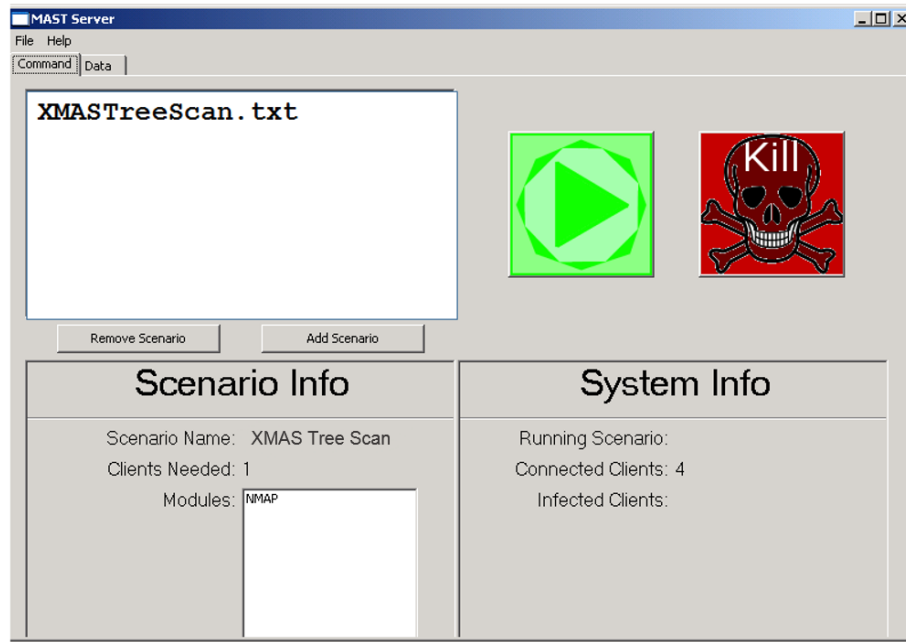 MAST Server
File Help
Command Data
XMASTreeScan.txt
Kill
Remove Scenario Add Scenario
Scenario Info
Scenario Name: XMAS Tree Scan
Clients Needed: 1
Modules: NMAP
System Info
Running Scenario:
Connected Clients: 4
Infected Clients: